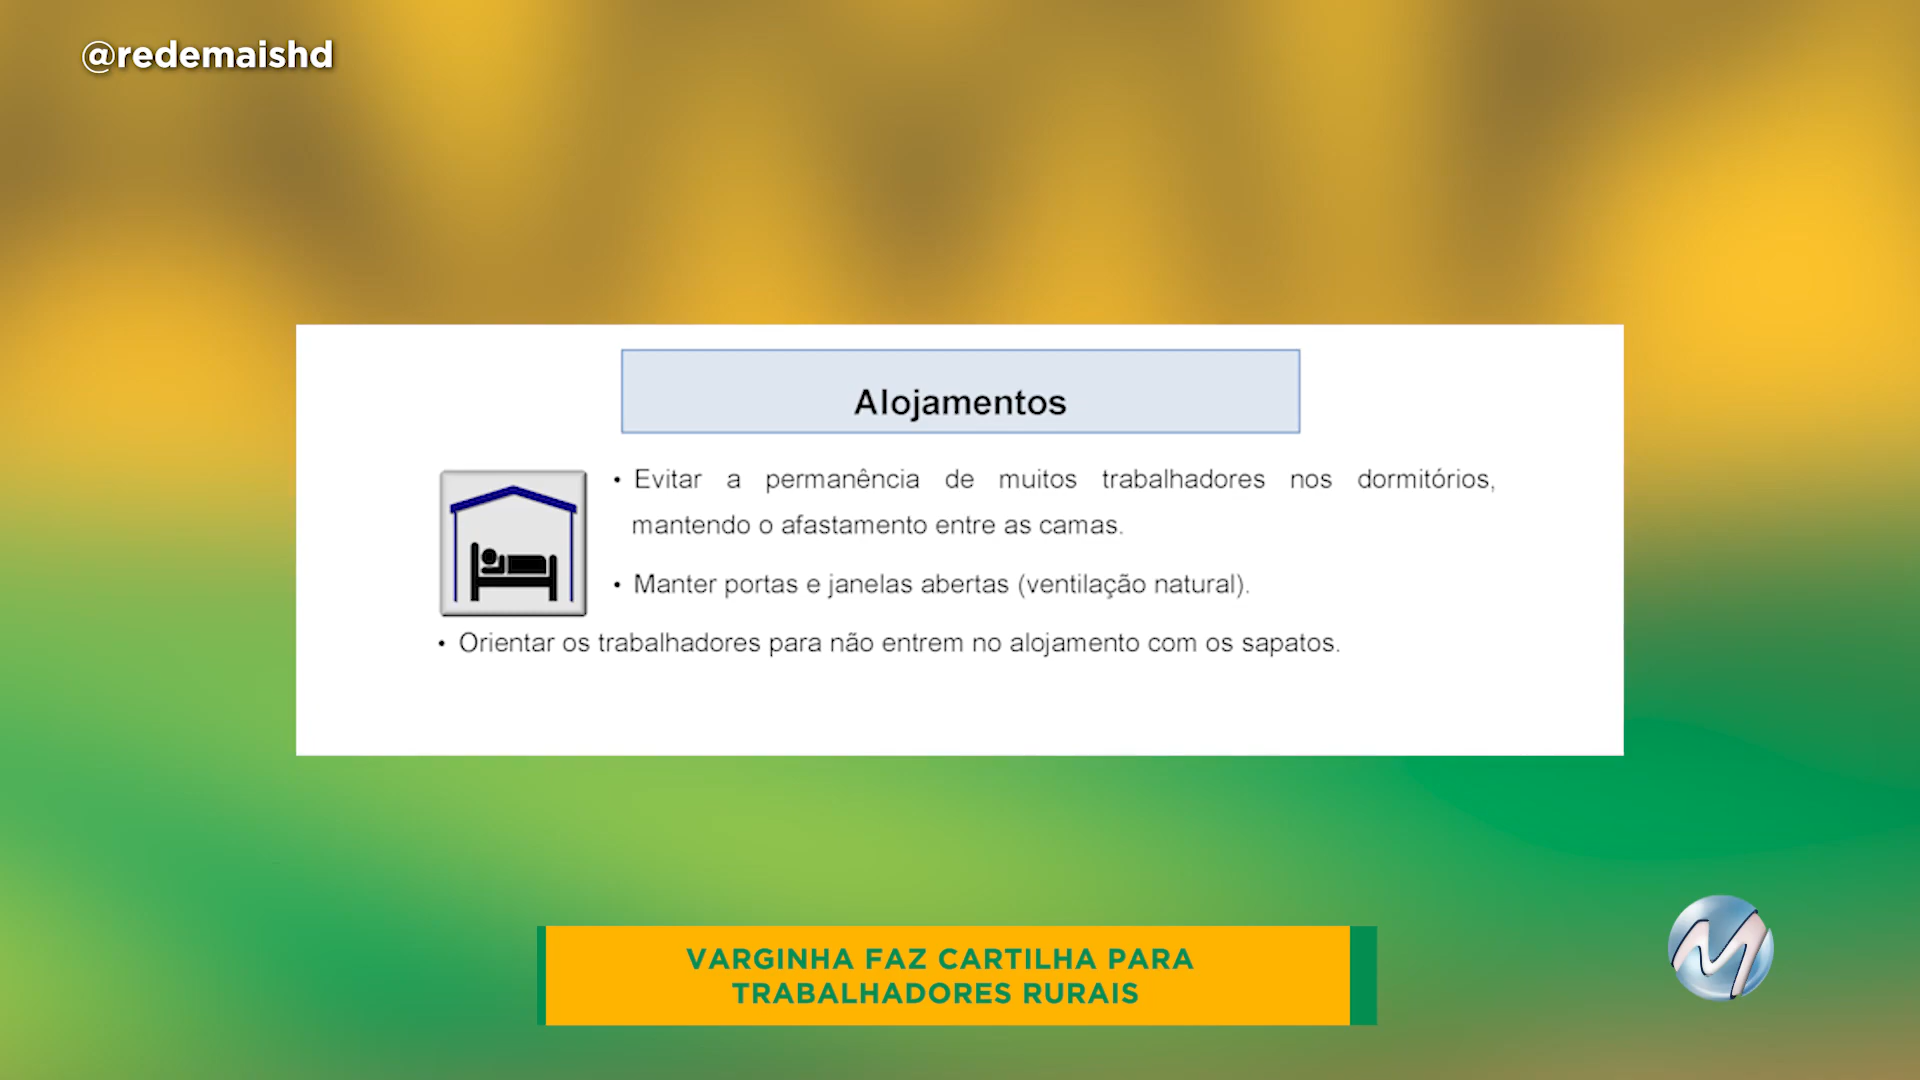 @redemaishd
Alojamentos
• Evitar a permanência de muitos trabalhadores nos dormitórios,
mantendo o afastamento entre as camas.
• Manter portas e janelas abertas (ventilação natural).
• Orientar os trabalhadores para não entrem no alojamento com os sapatos.
VARGINHA FAZ CARTILHA PARA
TRABALHADORES RURAIS
M